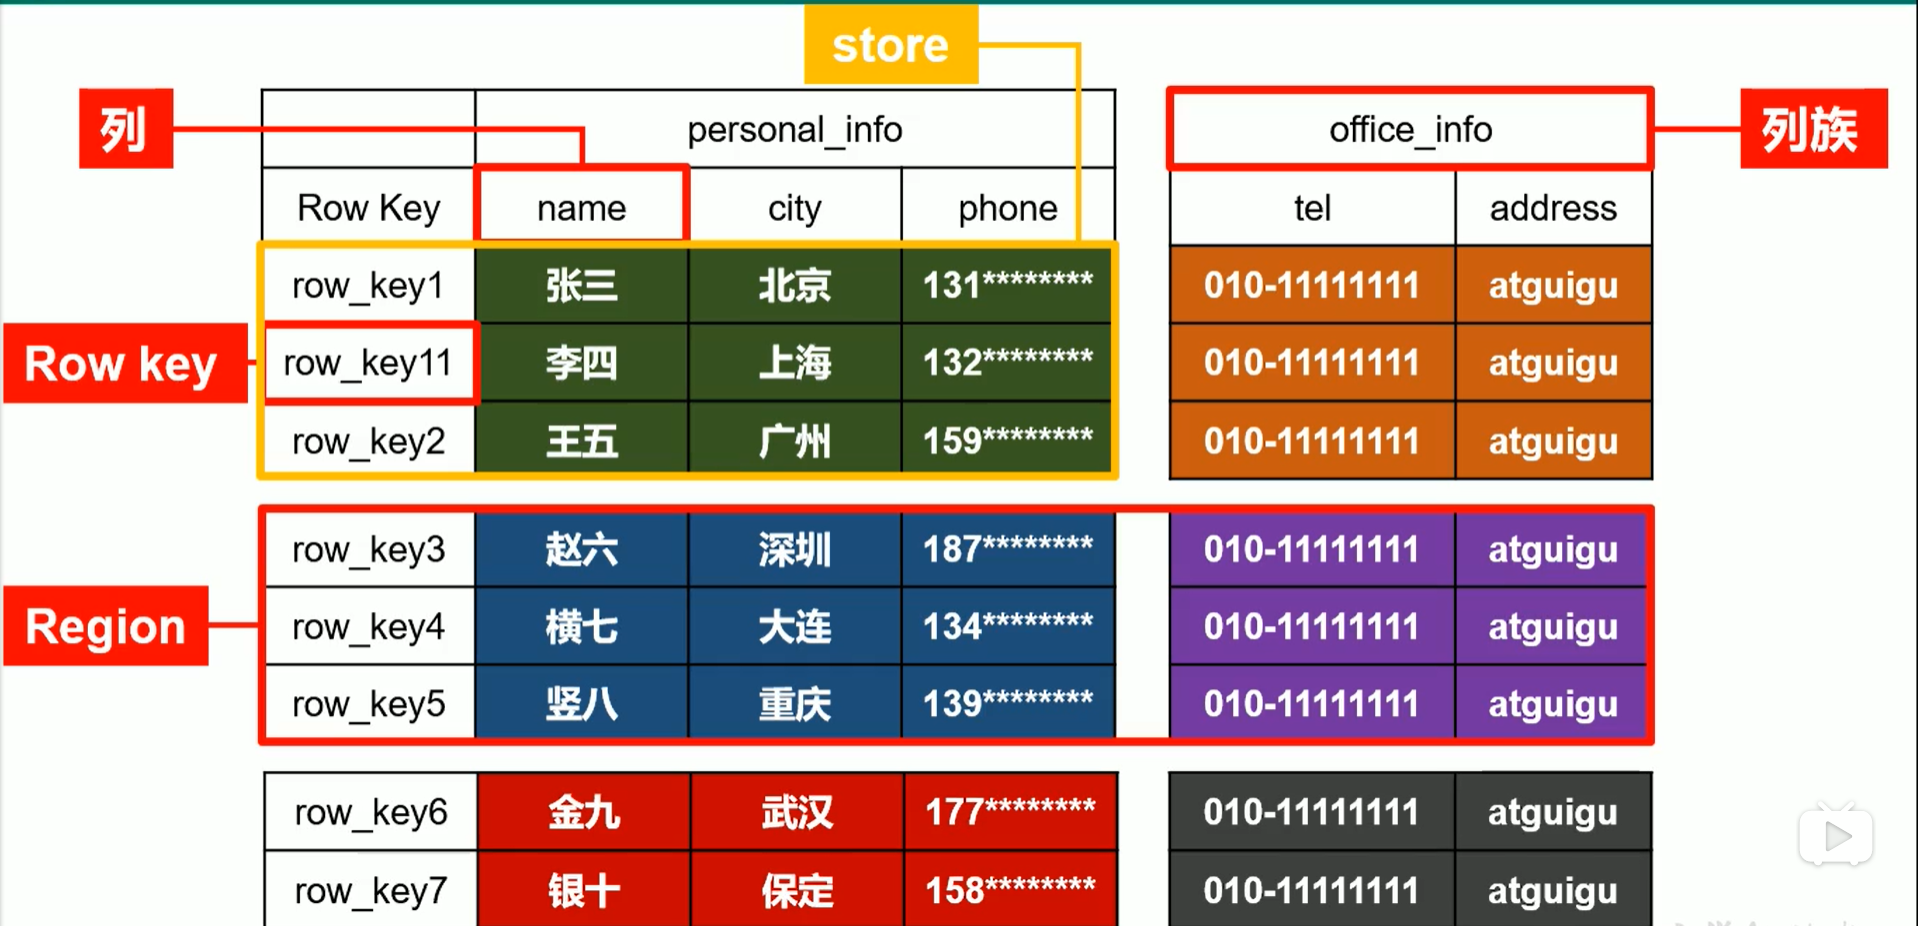 store
列
personal_info
office_info
列族
Row Key
name
city
phone
tel
address
row_key1
张三
北京
131********
010-11111111
atguigu
Row key
row_key11
李四
上海
132********
010-11111111
atguigu
row_key2
王五
广州
159********
010-11111111
atguigu
row_key3
赵六
深圳
187********
010-11111111
atguigu
Region
row_key4
横七
大连
134********
010-11111111
atguigu
row_key5
竖八
重庆
139********
010-11111111
atguigu
row_key6
金九
武汉
177********
010-11111111
atguigu
row_key7
银十
保定
158********
010-11111111
atguigu